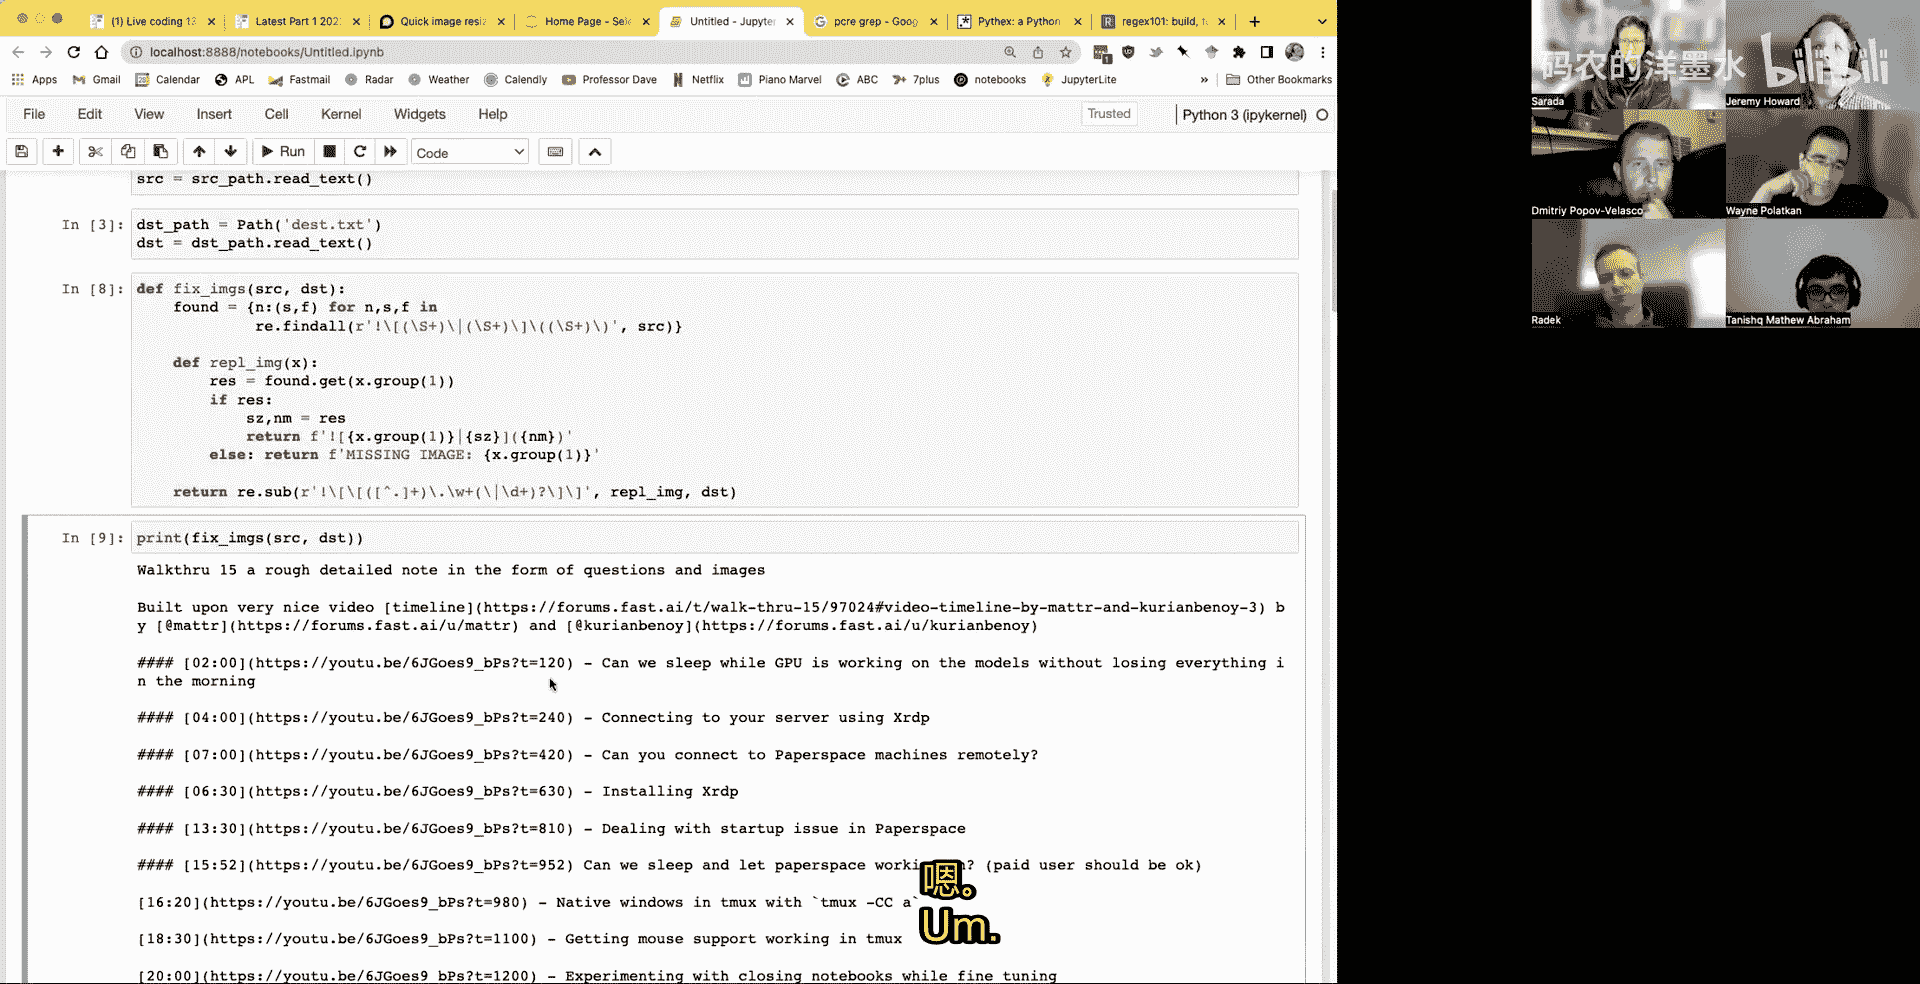 (1) Live coding 13
Latest Part 1 202
Quick image resiz
Home Page - Sele
Untitled - Jupyter
pcre grep - Goog
Pythex: a Python
regex101: build, t
localhost:8888/notebooks/Untitled.ipynb
Apps Gmail Calendar APL Fastmail Radar Weather Calendly Professor Dave Netflix Piano Marvel ABC 7plus notebooks JupyterLite » Other Bookmarks
File Edit View Insert Cell Kernel Widgets Help Trusted Python 3 (ipykernel)
Run Code
src = src_path.read_text()
In [3]: dst_path = Path('dest.txt')
dst = dst_path.read_text()
In [8]: def fix_imgs(src, dst):
found = {n:(s,f) for n,s,f in
re.findall(r'!\[(\S+)\|(\S+)\]\((\S+)\)', src)}
def repl_img(x):
res = found.get(x.group(1))
if res:
sz,nm = res
return f'![{x.group(1)}|{sz}]({nm})'
else: return f'MISSING IMAGE: {x.group(1)}'
return re.sub(r'!\[\[([^.]+)\.\w+(\|\d+)?\]\]', repl_img, dst)
In [9]: print(fix_imgs(src, dst))
Walkthru 15 a rough detailed note in the form of questions and images
Built upon very nice video [timeline](https://forums.fast.ai/t/walk-thru-15/97024#video-timeline-by-mattr-and-kurianbenoy-3) b
y [@mattr](https://forums.fast.ai/u/mattr) and [@kurianbenoy](https://forums.fast.ai/u/kurianbenoy)
#### [02:00](https://youtu.be/6JGoes9_bPs?t=120) - Can we sleep while GPU is working on the models without losing everything i
n the morning
#### [04:00](https://youtu.be/6JGoes9_bPs?t=240) - Connecting to your server using Xrdp
#### [07:00](https://youtu.be/6JGoes9_bPs?t=420) - Can you connect to Paperspace machines remotely?
#### [06:30](https://youtu.be/6JGoes9_bPs?t=630) - Installing Xrdp
#### [13:30](https://youtu.be/6JGoes9_bPs?t=810) - Dealing with startup issue in Paperspace
#### [15:52](https://youtu.be/6JGoes9_bPs?t=952) Can we sleep and let paperspace worki ? (paid user should be ok)
[16:20](https://youtu.be/6JGoes9_bPs?t=980) - Native windows in tmux with `tmux -CC a`
[18:30](https://youtu.be/6JGoes9_bPs?t=1100) - Getting mouse support working in tmux
[20:00](https://youtu.be/6JGoes9_bPs?t=1200) - Experimenting with closing notebooks while fine tuning
嗯。
Um.
码农的洋墨水 bilibili
Sarada
Jeremy Howard
Dmitriy Popov-Velasco
Wayne Polatkan
Radek
Tanishq Mathew Abraham